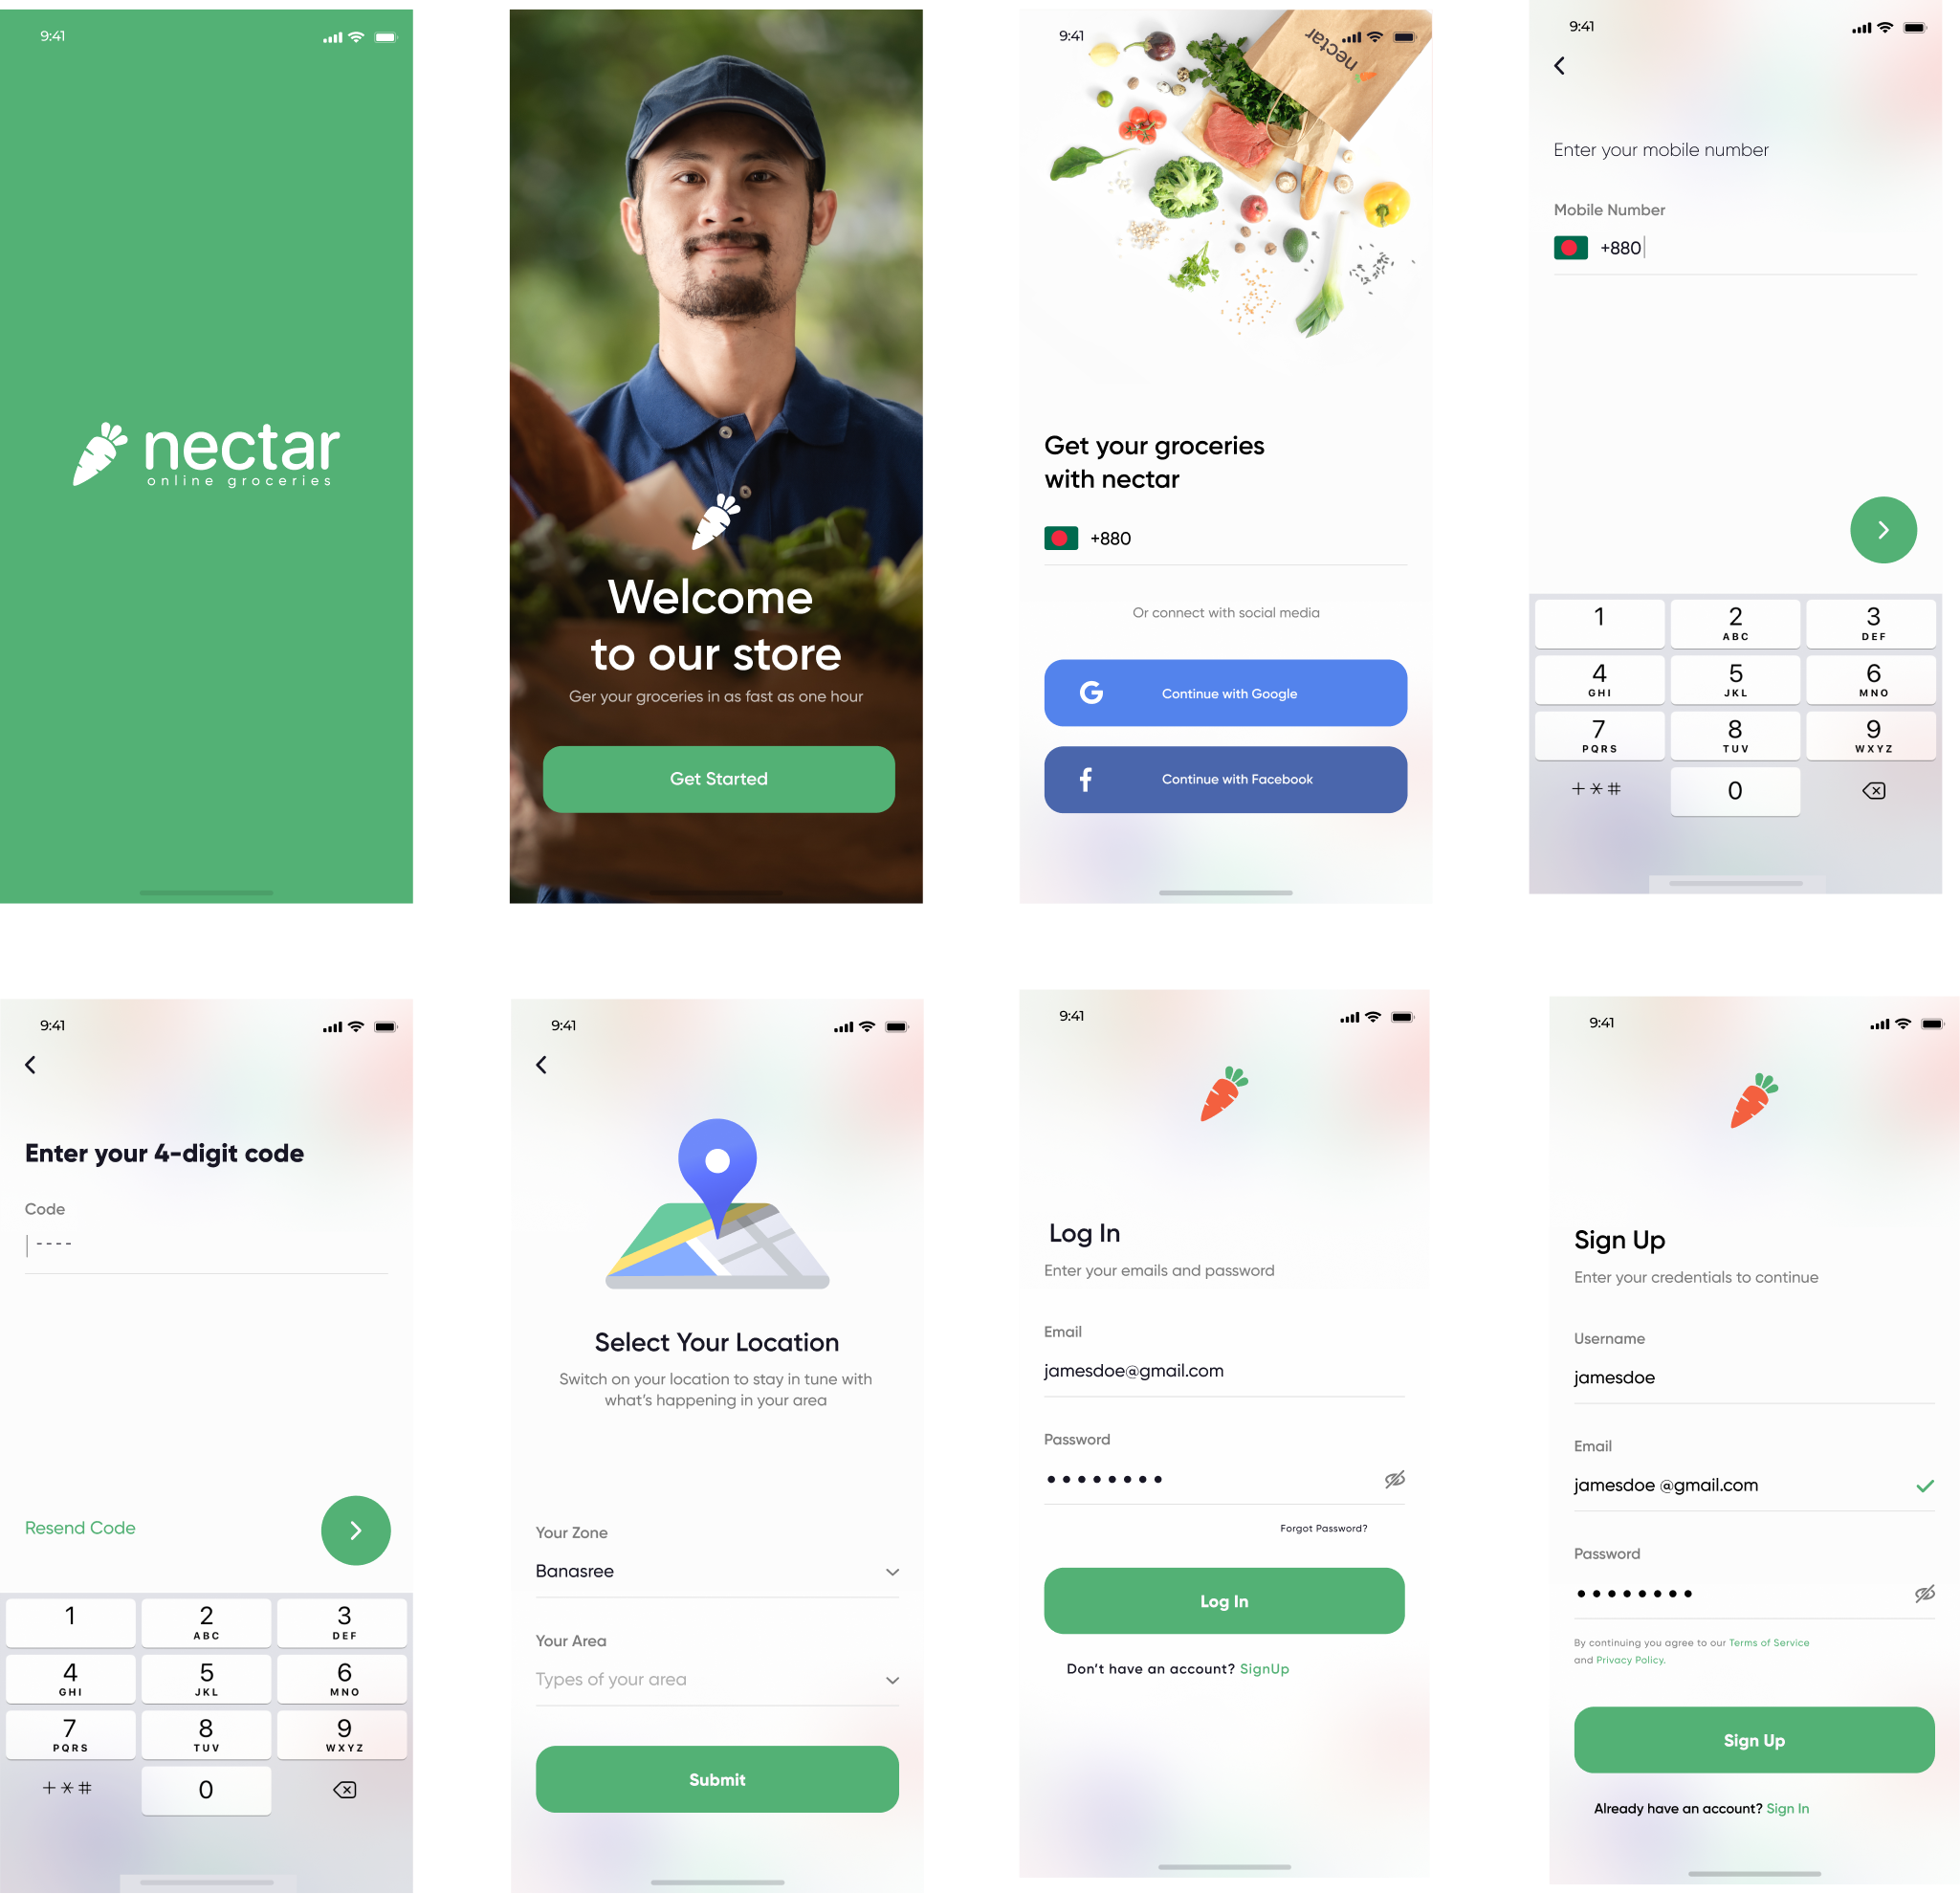 9:41
nectar
online groceries
Welcome
to our store
Ger your groceries in as fast as one hour
Get Started
9:41
nectar
Get your groceries
with nectar
+880
Or connect with social media
G Continue with Google
f Continue with Facebook
9:41
Enter your mobile number
Mobile Number
+880
1 2 3
ABC DEF
4 5 6
GHI JKL MNO
7 8 9
PQRS TUV WXYZ
+*# 0
9:41
Enter your 4-digit code
Code
----
Resend Code
1 2 3
ABC DEF
4 5 6
GHI JKL MNO
7 8 9
PQRS TUV WXYZ
+*# 0
9:41
Select Your Location
Switch on your location to stay in tune with
what’s happening in your area
Your Zone
Banasree
Your Area
Types of your area
Submit
9:41
Log In
Enter your emails and password
Email
jamesdoe@gmail.com
Password
••••••••
Forgot Password?
Log In
Don’t have an account? SignUp
9:41
Sign Up
Enter your credentials to continue
Username
jamesdoe
Email
jamesdoe @gmail.com
Password
••••••••
By continuing you agree to our Terms of Service
and Privacy Policy.
Sign Up
Already have an account? Sign In